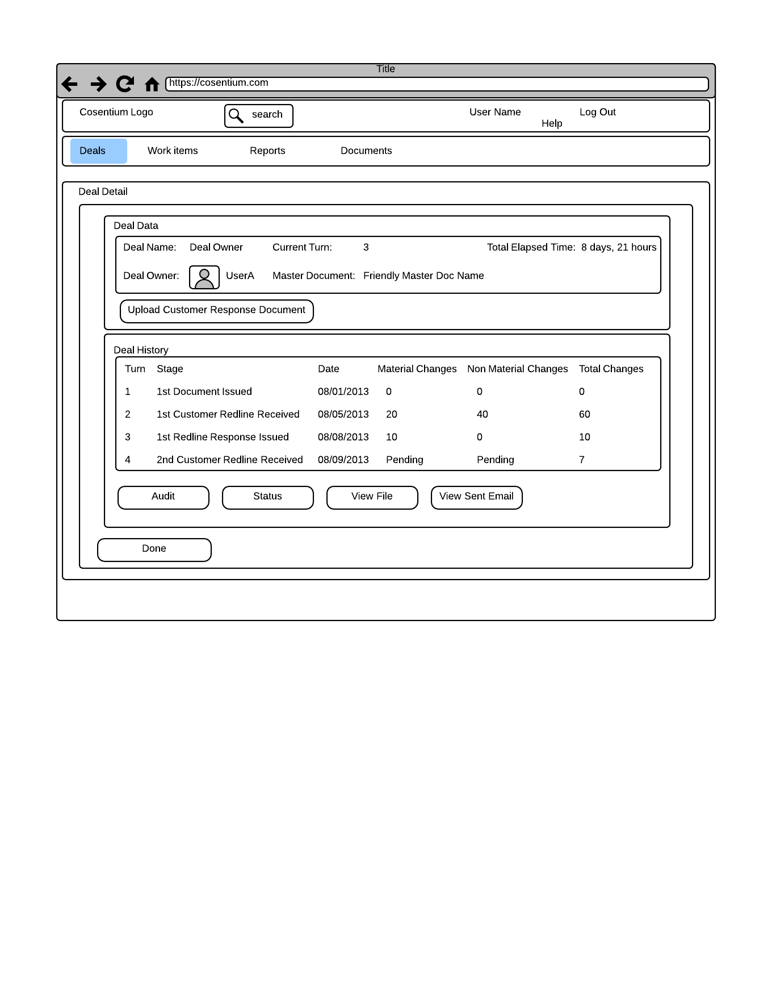 Title
https://cosentium.com
Cosentium Logo search User Name Log Out
Help
Deals Work items Reports Documents
Deal Detail
Deal Data
Deal Name: Deal Owner Current Turn: 3 Total Elapsed Time: 8 days, 21 hours
Deal Owner: UserA Master Document: Friendly Master Doc Name
Upload Customer Response Document
Deal History
Turn Stage Date Material Changes Non Material Changes Total Changes
1 1st Document Issued 08/01/2013 0 0 0
2 1st Customer Redline Received 08/05/2013 20 40 60
3 1st Redline Response Issued 08/08/2013 10 0 10
4 2nd Customer Redline Received 08/09/2013 Pending Pending 7
Audit Status View File View Sent Email
Done